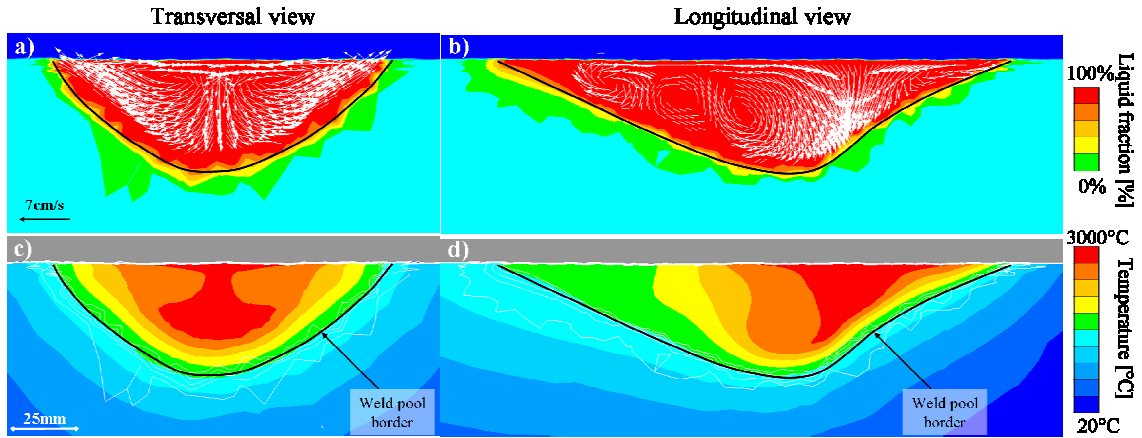 Transversal view
Longitudinal view
a)
b)
100%
0%
Liquid fraction [%]
7cm/s
c)
d)
3000°C
20°C
Temperature [°C]
Weld pool
border
Weld pool
border
25mm